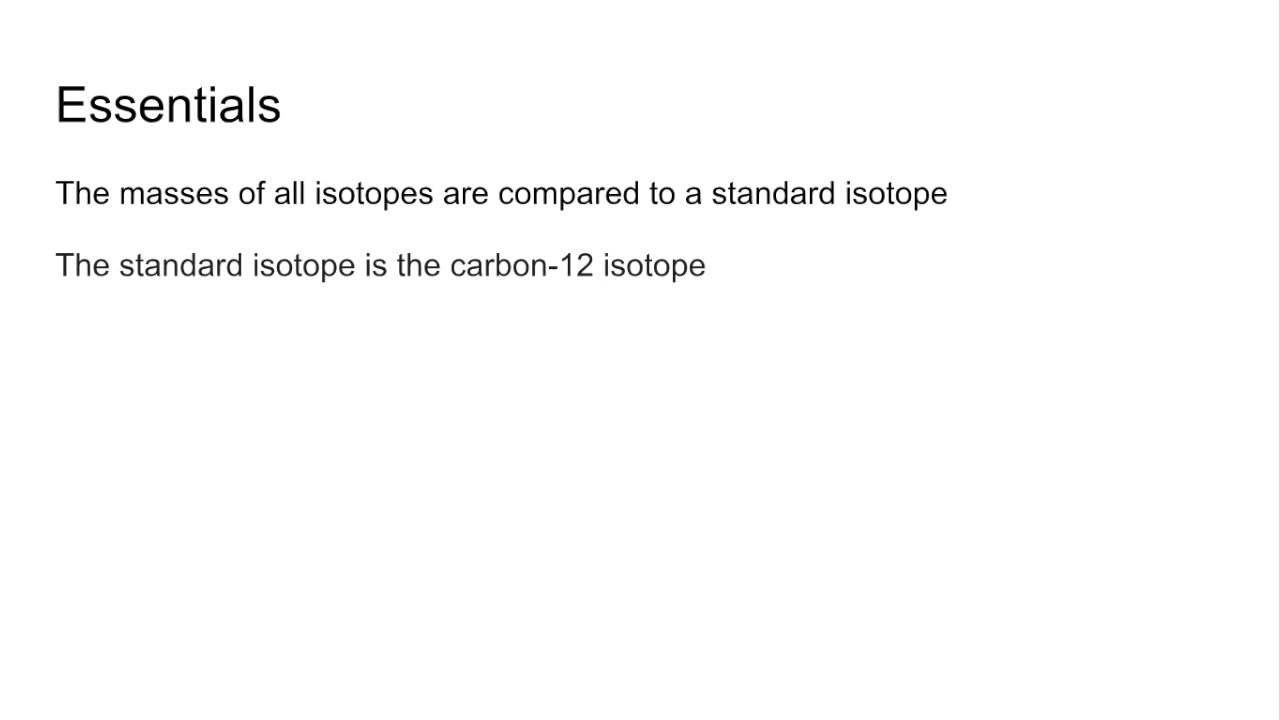 Essentials
The masses of all isotopes are compared to a standard isotope
The standard isotope is the carbon-12 isotope